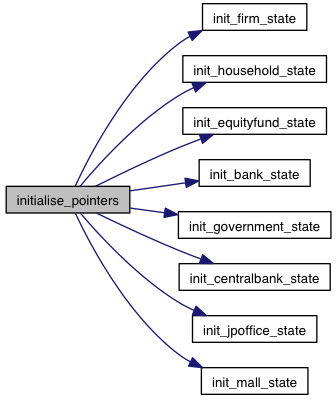 init_firm_state
init_household_state
init_equityfund_state
init_bank_state
initialise_pointers
init_government_state
init_centralbank_state
init_jpoffice_state
init_mall_state